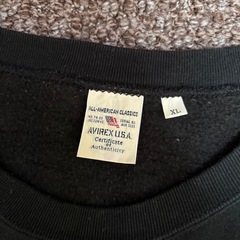 ALL-AMERICAN CLASSICS
AVIREX U.S.A.
Certificate
of
Authenticity
XL